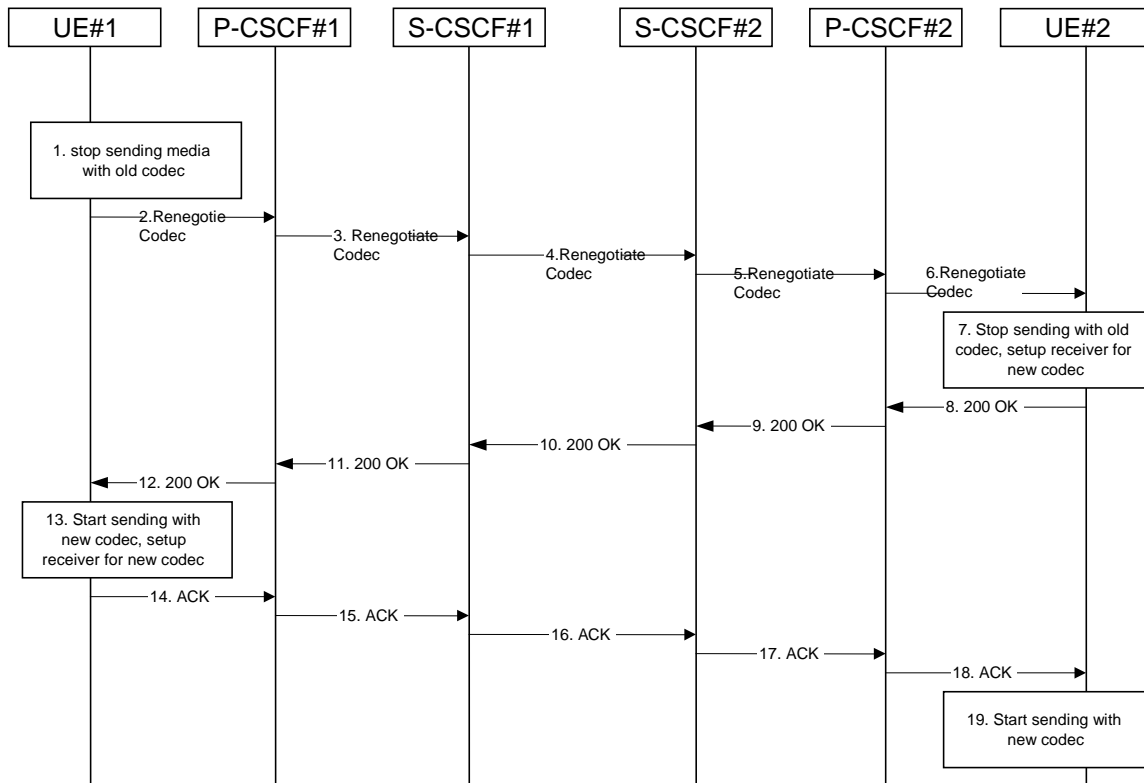 UE#1
P-CSCF#1
S-CSCF#1
S-CSCF#2
P-CSCF#2
UE#2
1. stop sending media
with old codec
2.Renegotie
Codec
3. Renegotiate
Codec
4.Renegotiate
Codec
5.Renegotiate
Codec
6.Renegotiate
Codec
7. Stop sending with old
codec, setup receiver for
new codec
8. 200 OK
9. 200 OK
10. 200 OK
11. 200 OK
12. 200 OK
13. Start sending with
new codec, setup
receiver for new codec
14. ACK
15. ACK
16. ACK
17. ACK
18. ACK
19. Start sending with
new codec